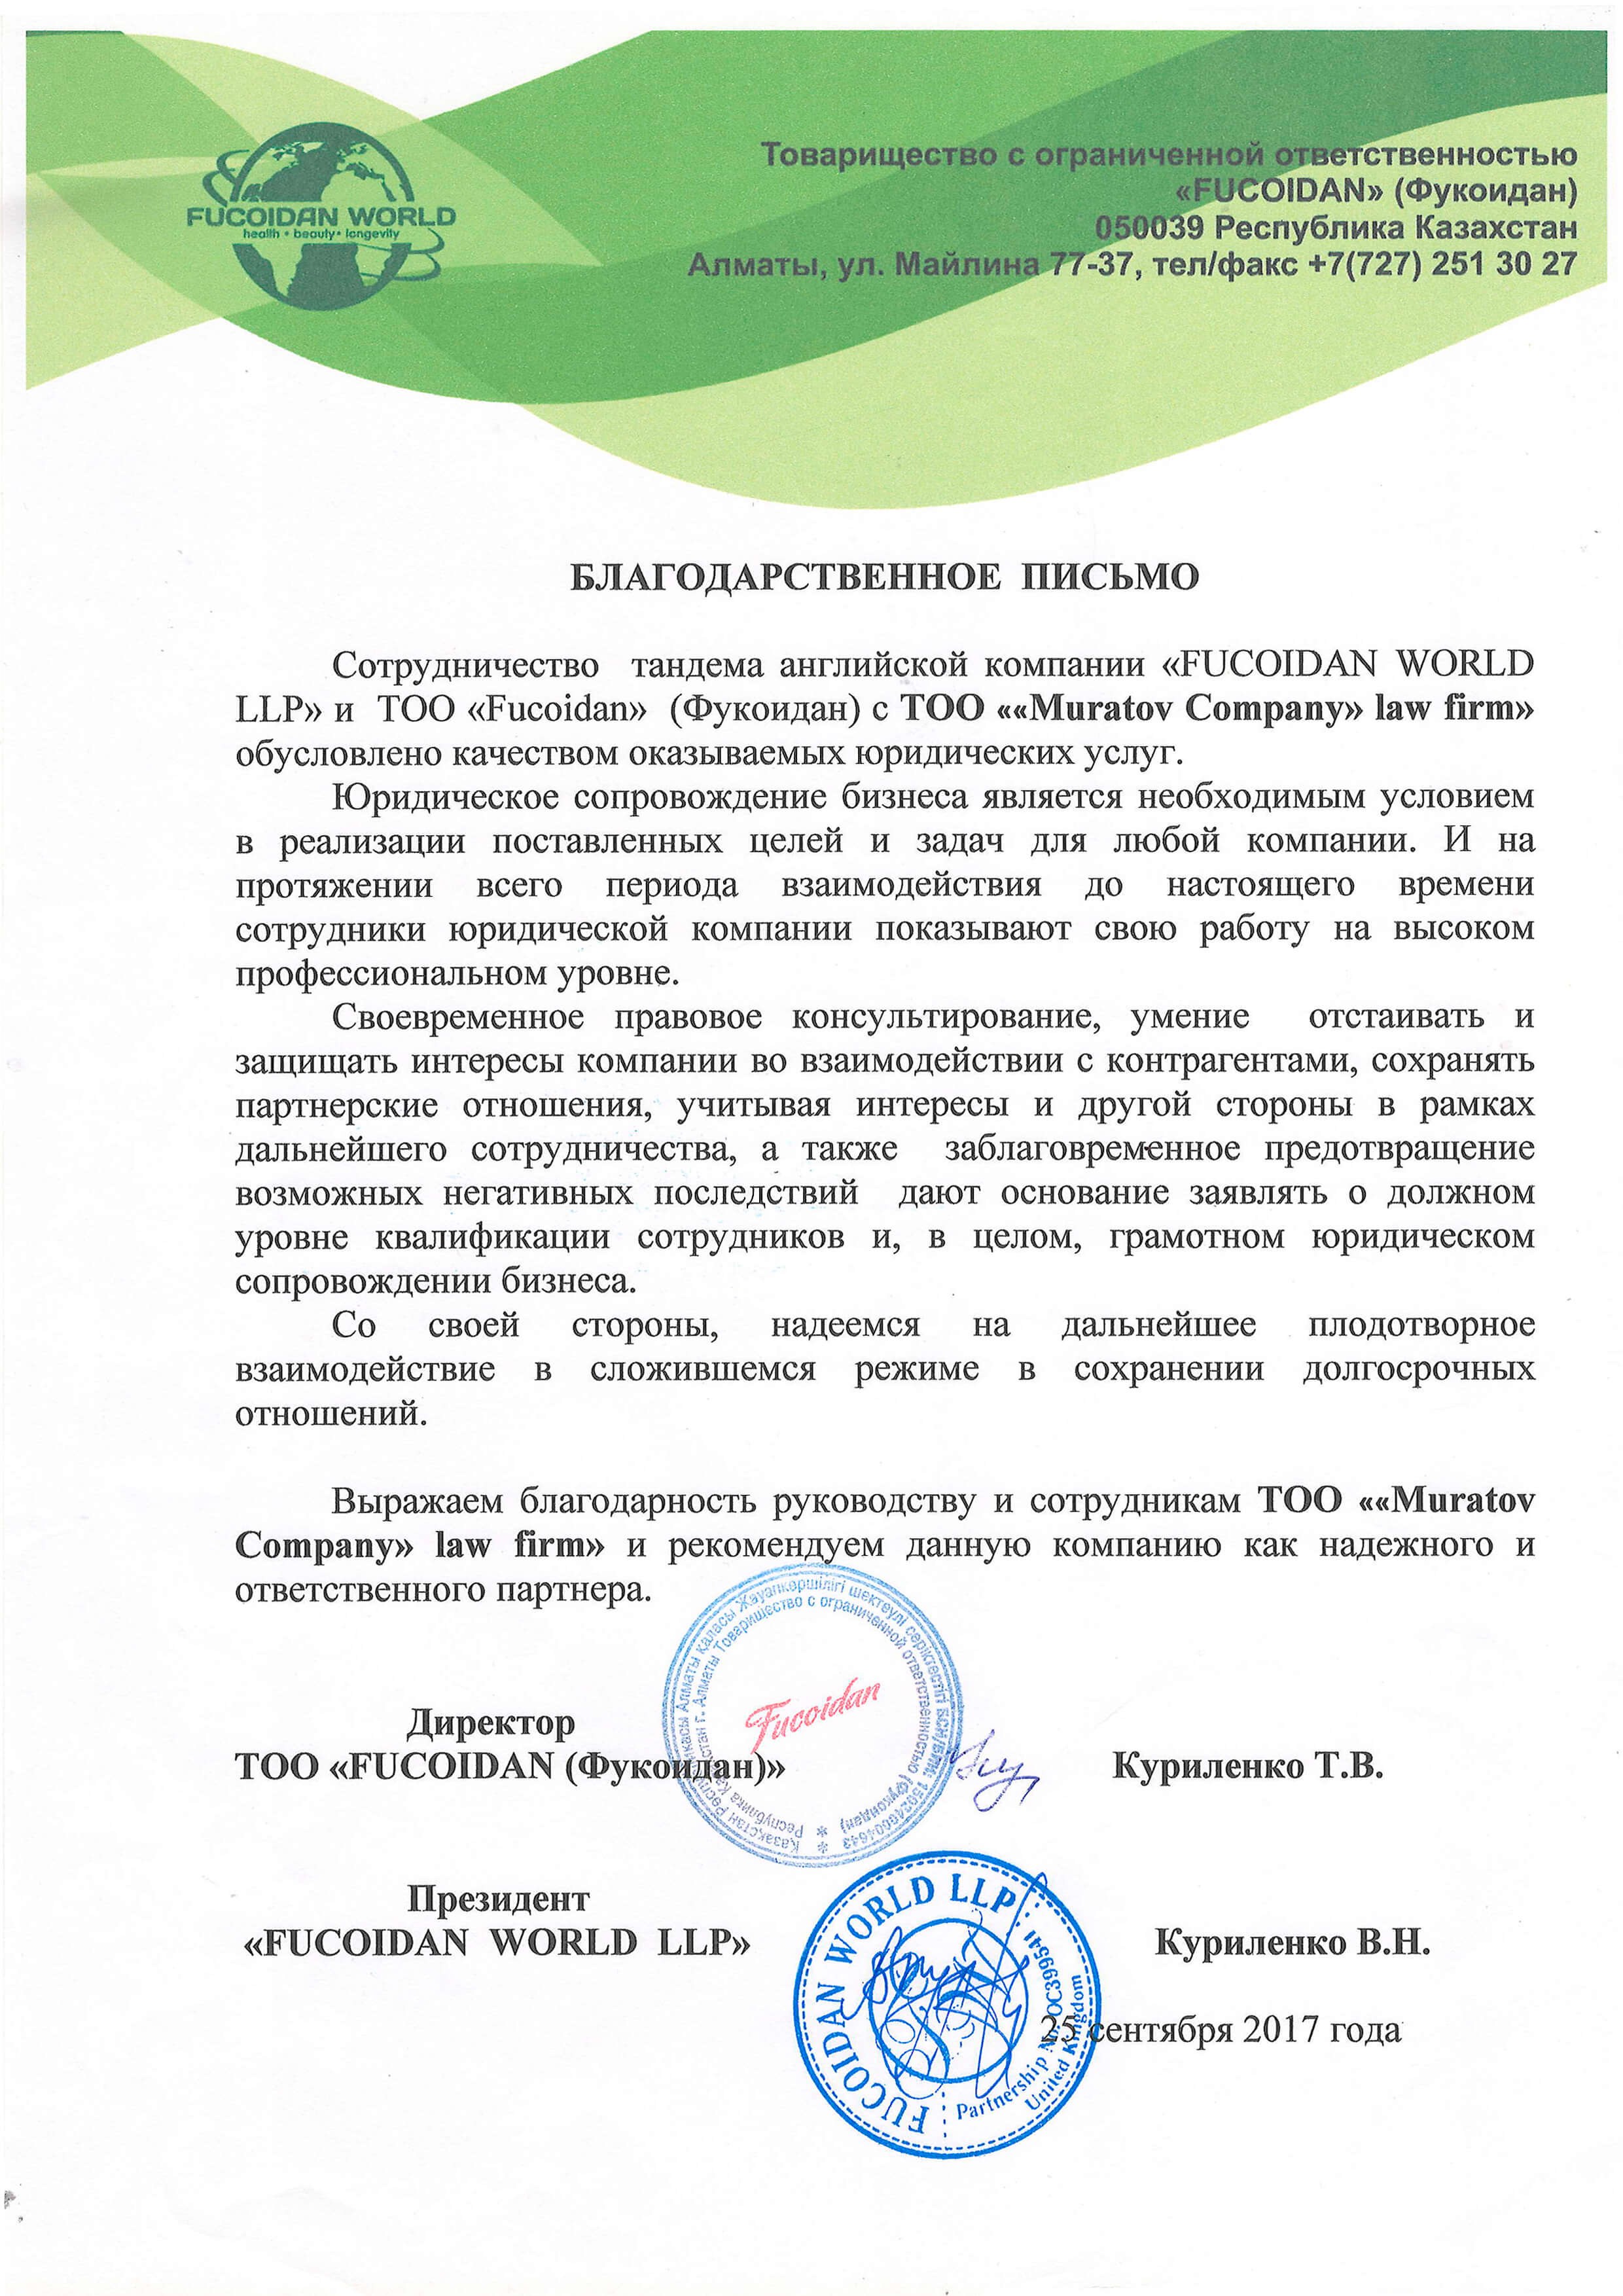 FUCOIDAN WORLD
health • beauty • longevity
Товарищество с ограниченной ответственностью
«FUCOIDAN» (Фукоидан)
050039 Республика Казахстан
Алматы, ул. Майлина 77-37, тел/факс +7(727) 251 30 27
БЛАГОДАРСТВЕННОЕ ПИСЬМО
Сотрудничество тандема английской компании «FUCOIDAN WORLD
LLP» и ТОО «Fucoidan» (Фукоидан) с ТОО ««Muratov Company» law firm»
обусловлено качеством оказываемых юридических услуг.
Юридическое сопровождение бизнеса является необходимым условием
в реализации поставленных целей и задач для любой компании. И на
протяжении всего периода взаимодействия до настоящего времени
сотрудники юридической компании показывают свою работу на высоком
профессиональном уровне.
Своевременное правовое консультирование, умение отстаивать и
защищать интересы компании во взаимодействии с контрагентами, сохранять
партнерские отношения, учитывая интересы и другой стороны в рамках
дальнейшего сотрудничества, а также заблаговременное предотвращение
возможных негативных последствий дают основание заявлять о должном
уровне квалификации сотрудников и, в целом, грамотном юридическом
сопровождении бизнеса.
Со своей стороны, надеемся на дальнейшее плодотворное
взаимодействие в сложившемся режиме в сохранении долгосрочных
отношений.
Выражаем благодарность руководству и сотрудникам ТОО ««Muratov
Company» law firm» и рекомендуем данную компанию как надежного и
ответственного партнера.
Қазақстан Республикасы Алматы қаласы Жауапкершілігі шектеулі серіктестігі БСН/БИН: 150240004643
Республика Казахстан г. Алматы Товарищество с ограниченной ответственностью (Фукоидан)
Fucoidan
Директор
ТОО «FUCOIDAN (Фукоидан)»
Куриленко Т.В.
Президент
«FUCOIDAN WORLD LLP»
Куриленко В.Н.
FUCOIDAN WORLD LLP
Partnership No. OC399541
United Kingdom
25 сентября 2017 года